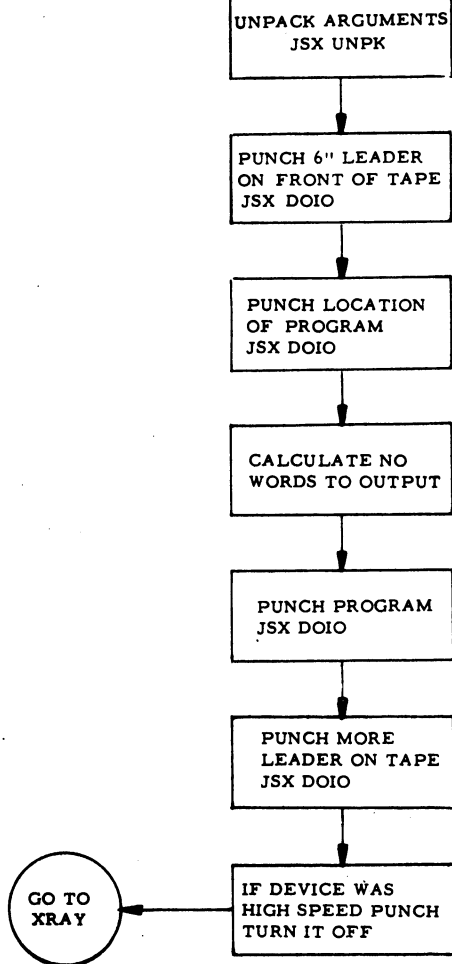 UNPACK ARGUMENTS
JSX UNPK
PUNCH 6" LEADER
ON FRONT OF TAPE
JSX DOIO
PUNCH LOCATION
OF PROGRAM
JSX DOIO
CALCULATE NO
WORDS TO OUTPUT
PUNCH PROGRAM
JSX DOIO
PUNCH MORE
LEADER ON TAPE
JSX DOIO
IF DEVICE WAS
HIGH SPEED PUNCH
TURN IT OFF
GO TO
XRAY